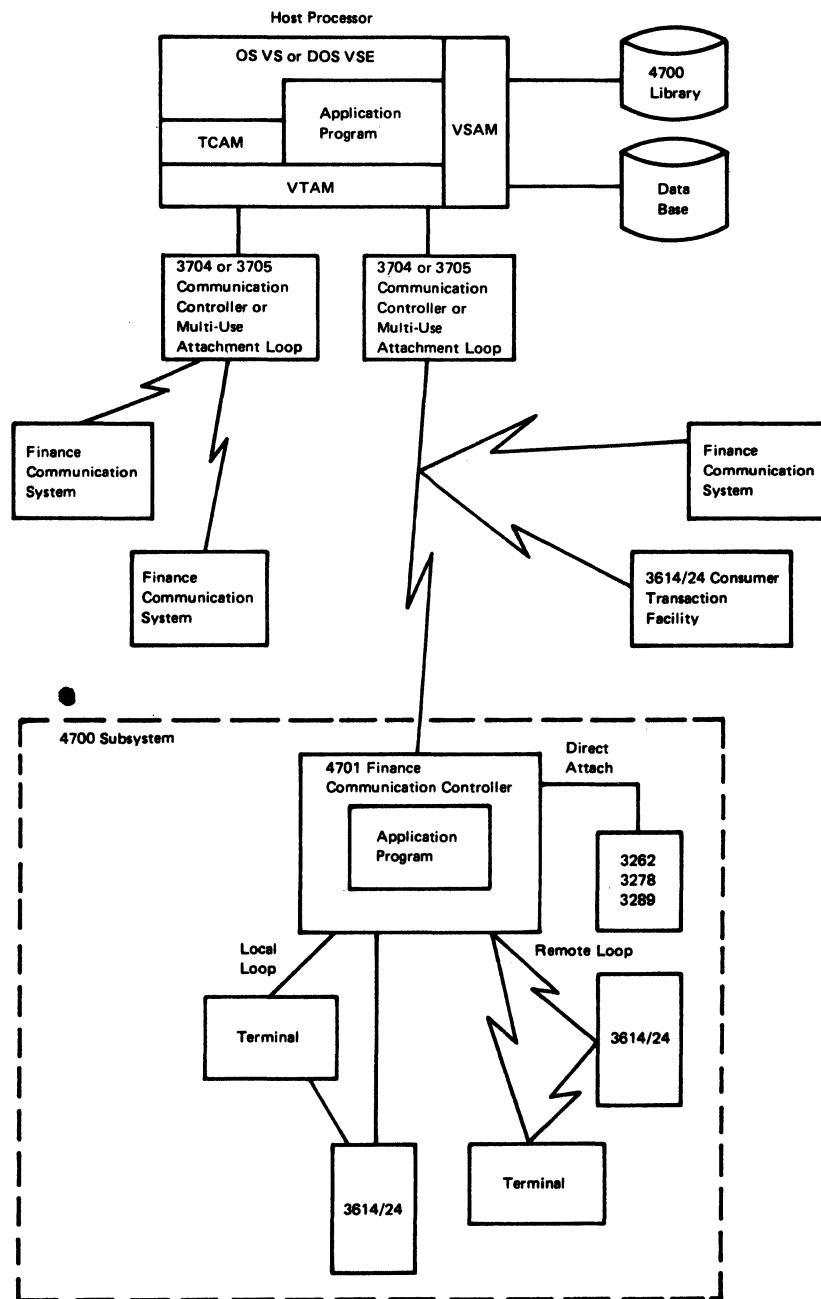 Host Processor
OS VS or DOS VSE
Application
Program
TCAM
VSAM
VTAM
4700
Library
Data
Base
3704 or 3705
Communication
Controller or
Multi-Use
Attachment Loop
3704 or 3705
Communication
Controller or
Multi-Use
Attachment Loop
Finance
Communication
System
Finance
Communication
System
Finance
Communication
System
3614/24 Consumer
Transaction
Facility
4700 Subsystem
4701 Finance
Communication Controller
Application
Program
Direct
Attach
3262
3278
3289
Local
Loop
Remote Loop
Terminal
3614/24
3614/24
Terminal